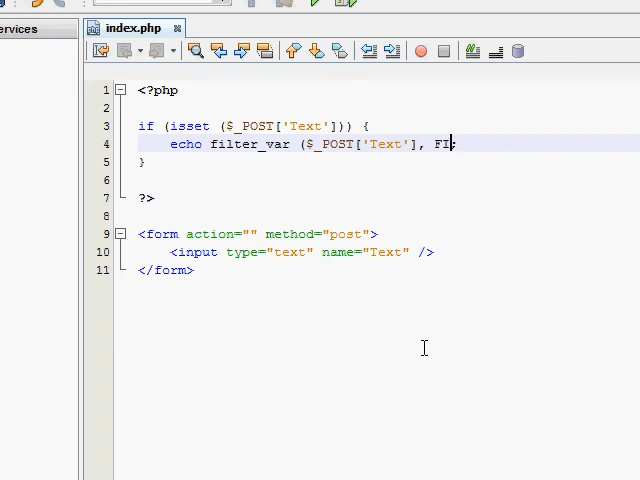 ervices
index.php
1 <?php
2
3 if (isset ($_POST['Text'])) {
4 echo filter_var ($_POST['Text'], FI;
5 }
6
7 ?>
8
9 <form action="" method="post">
10 <input type="text" name="Text" />
11 </form>